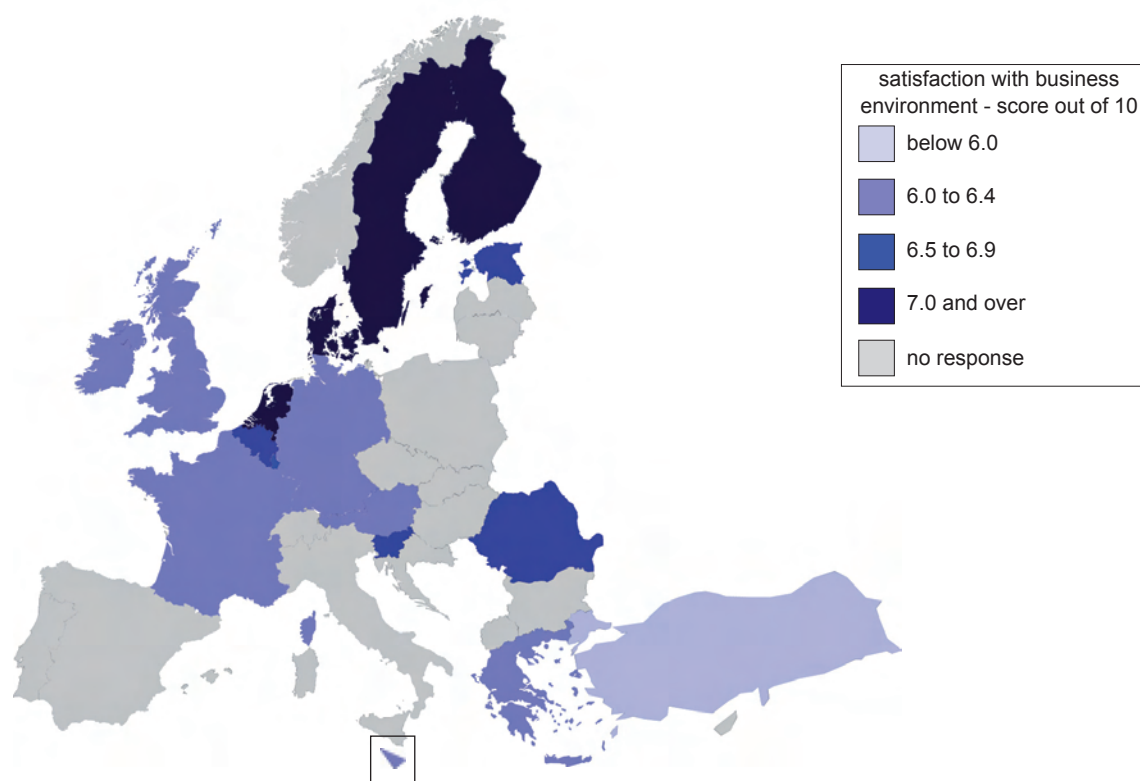 satisfaction with business
environment - score out of 10
below 6.0
6.0 to 6.4
6.5 to 6.9
7.0 and over
no response